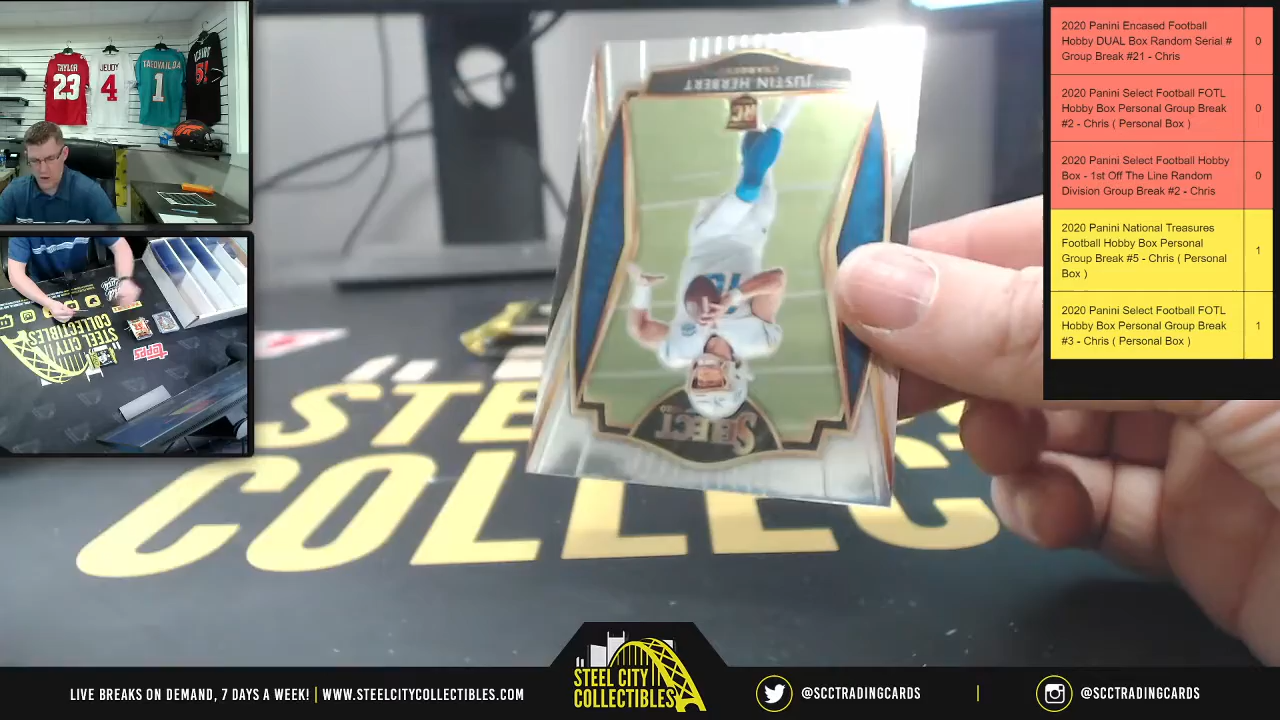 TAYLOR
23
JEUDY
4
TAGOVAILOA
1
STEEL CITY
COLLECTIBLES
Topps
JUSTIN HERBERT
CHARGERS
RC
SELECT
STE
COLLEC
2020 Panini Encased Football
Hobby DUAL Box Random Serial #
Group Break #21 - Chris
0
2020 Panini Select Football FOTL
Hobby Box Personal Group Break
#2 - Chris ( Personal Box )
0
2020 Panini Select Football Hobby
Box - 1st Off The Line Random
Division Group Break #2 - Chris
0
2020 Panini National Treasures
Football Hobby Box Personal
Group Break #5 - Chris ( Personal
Box )
1
2020 Panini Select Football FOTL
Hobby Box Personal Group Break
#3 - Chris ( Personal Box )
1
LIVE BREAKS ON DEMAND, 7 DAYS A WEEK! | WWW.STEELCITYCOLLECTIBLES.COM
STEEL CITY
COLLECTIBLES
@SCCTRADINGCARDS
@SCCTRADINGCARDS